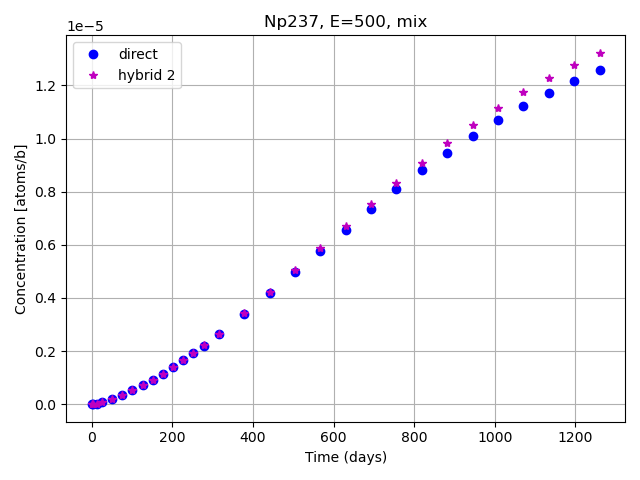 Np237, E=500, mix
1e−5
direct
hybrid 2
1.2
1.0
0.8
0.6
0.4
0.2
0.0
Concentration [atoms/b]
0 200 400 600 800 1000 1200
Time (days)